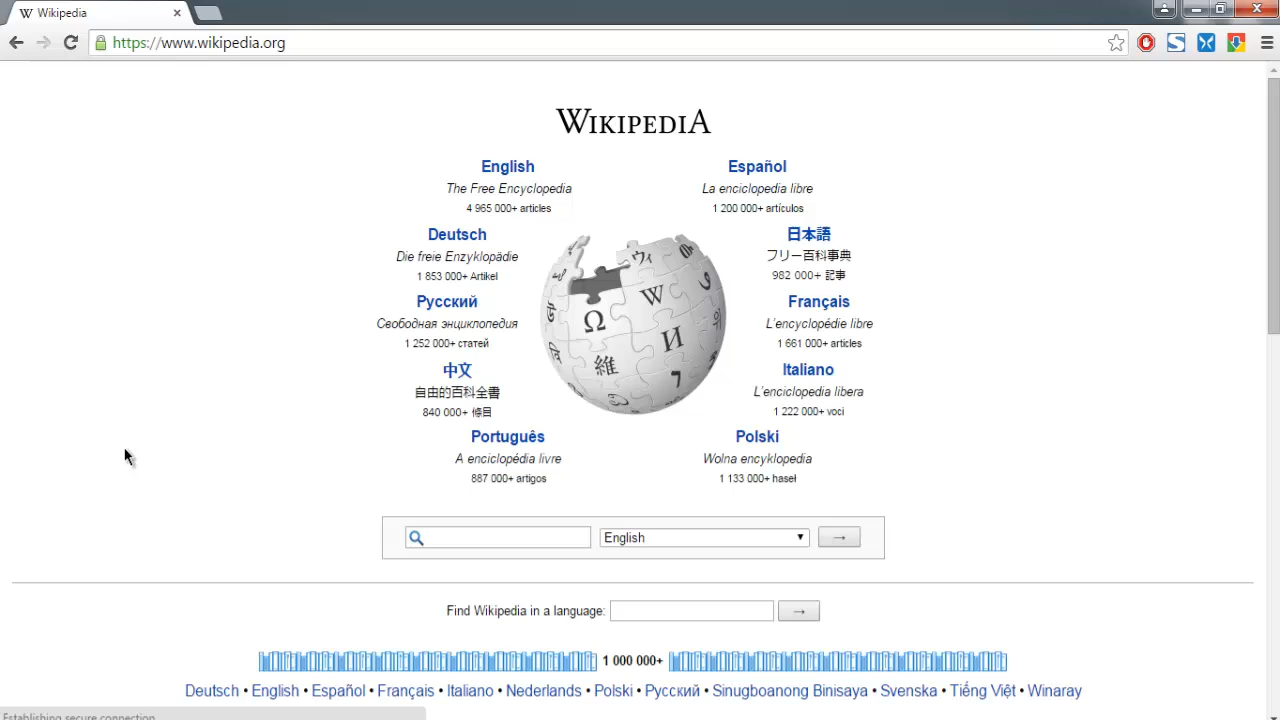 Wikipedia
https://www.wikipedia.org
WIKIPEDIA
English
The Free Encyclopedia
4 965 000+ articles
Español
La enciclopedia libre
1 200 000+ artículos
Deutsch
Die freie Enzyklopädie
1 853 000+ Artikel
日本語
フリー百科事典
982 000+ 記事
Русский
Свободная энциклопедия
1 252 000+ статей
Français
L'encyclopédie libre
1 661 000+ articles
中文
自由的百科全書
840 000+ 條目
Italiano
L'enciclopedia libera
1 222 000+ voci
Português
A enciclopédia livre
887 000+ artigos
Polski
Wolna encyklopedia
1 133 000+ haseł
Ω
W
И
維
ウィ
7
English
→
Find Wikipedia in a language:
→
1 000 000+
Deutsch • English • Español • Français • Italiano • Nederlands • Polski • Русский • Sinugboanong Binisaya • Svenska • Tiếng Việt • Winaray
Establishing secure connection